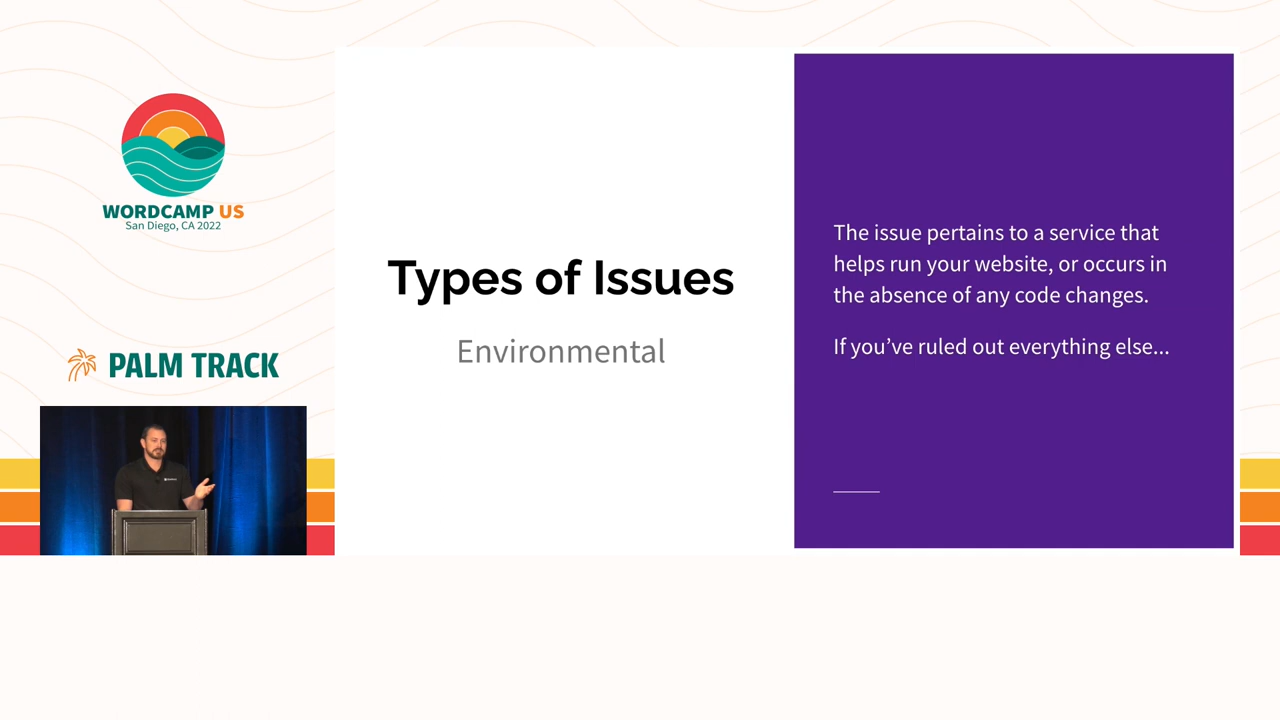 WORDCAMP US
San Diego, CA 2022
PALM TRACK
Types of Issues
Environmental
The issue pertains to a service that
helps run your website, or occurs in
the absence of any code changes.
If you’ve ruled out everything else...